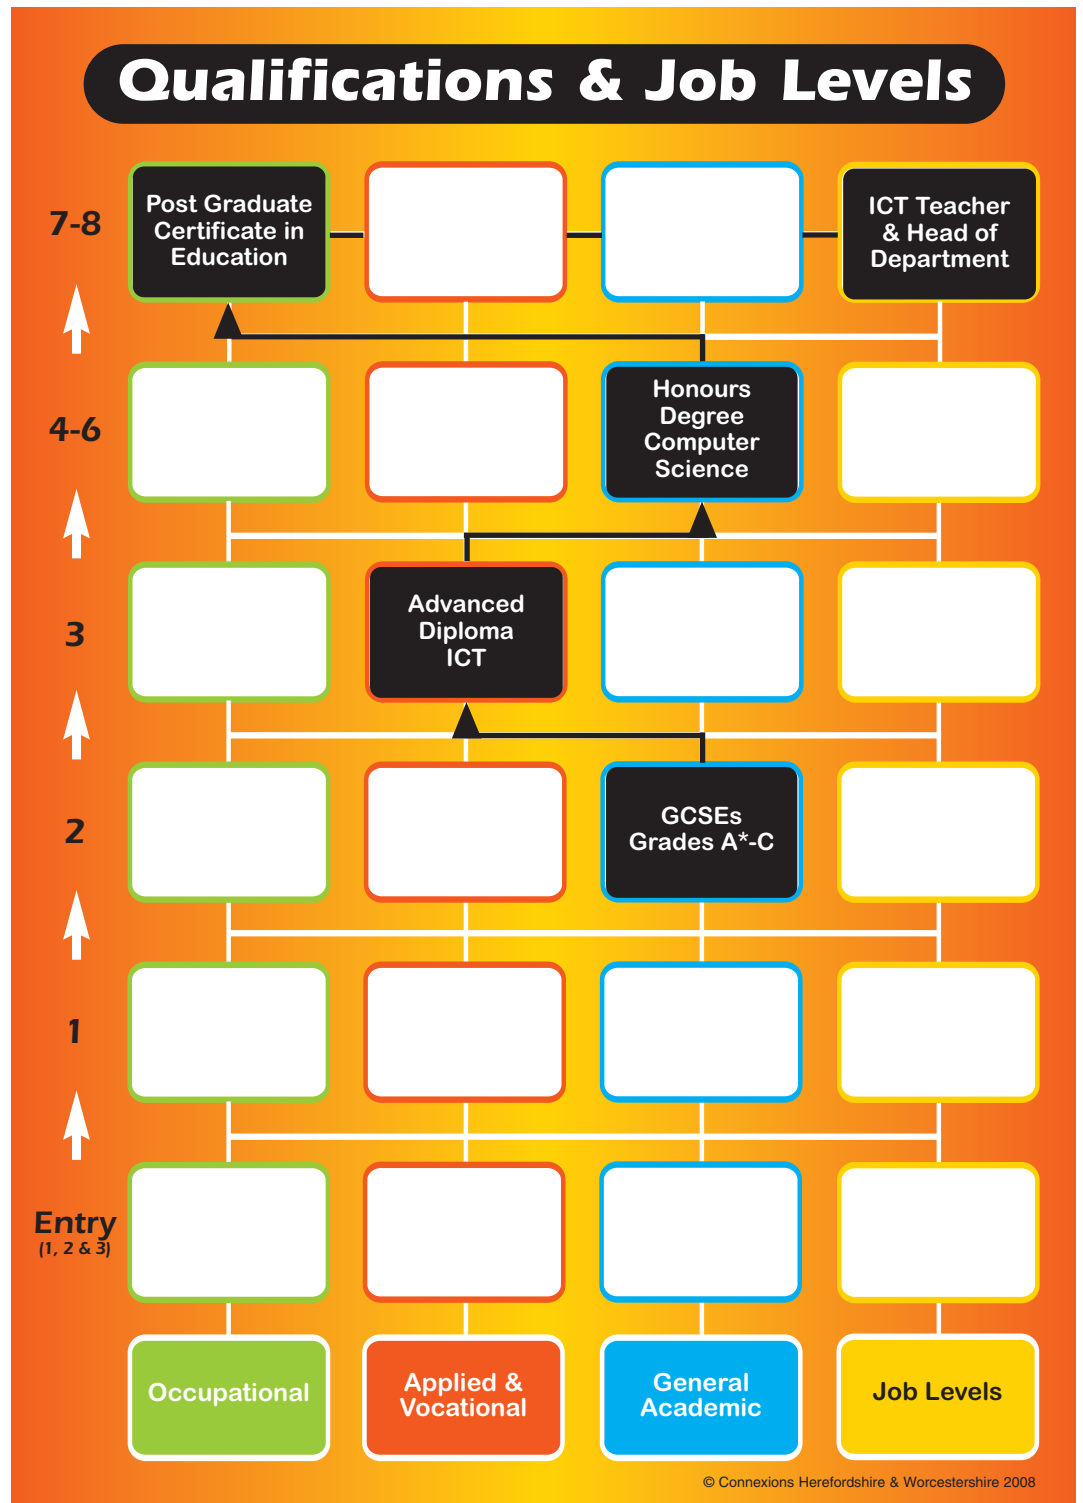 Qualifications & Job Levels
7-8
Post Graduate
Certificate in
Education
ICT Teacher
& Head of
Department
4-6
Honours
Degree
Computer
Science
3
Advanced
Diploma
ICT
2
GCSEs
Grades A*-C
1
Entry
(1, 2 & 3)
Occupational
Applied &
Vocational
General
Academic
Job Levels
© Connexions Herefordshire & Worcestershire 2008